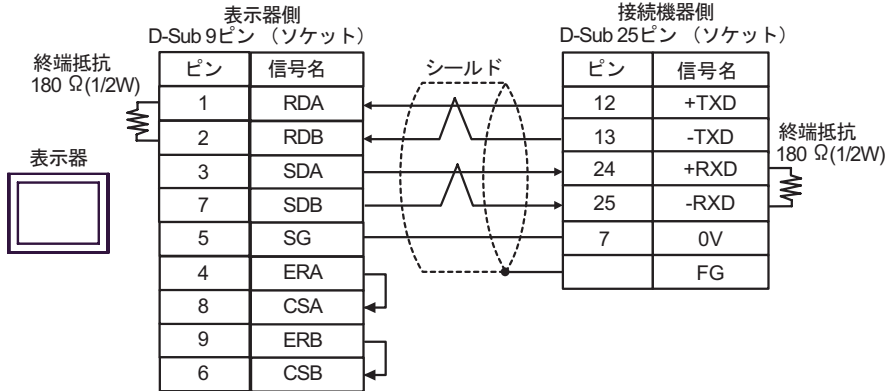 表示器側
D-Sub 9ピン （ソケット）
接続機器側
D-Sub 25ピン （ソケット）
終端抵抗
180 Ω(1/2W)
ピン 信号名
シールド
ピン 信号名
1 RDA
12 +TXD
2 RDB
13 -TXD
終端抵抗
180 Ω(1/2W)
表示器
3 SDA
24 +RXD
7 SDB
25 -RXD
5 SG
7 0V
4 ERA
FG
8 CSA
9 ERB
6 CSB